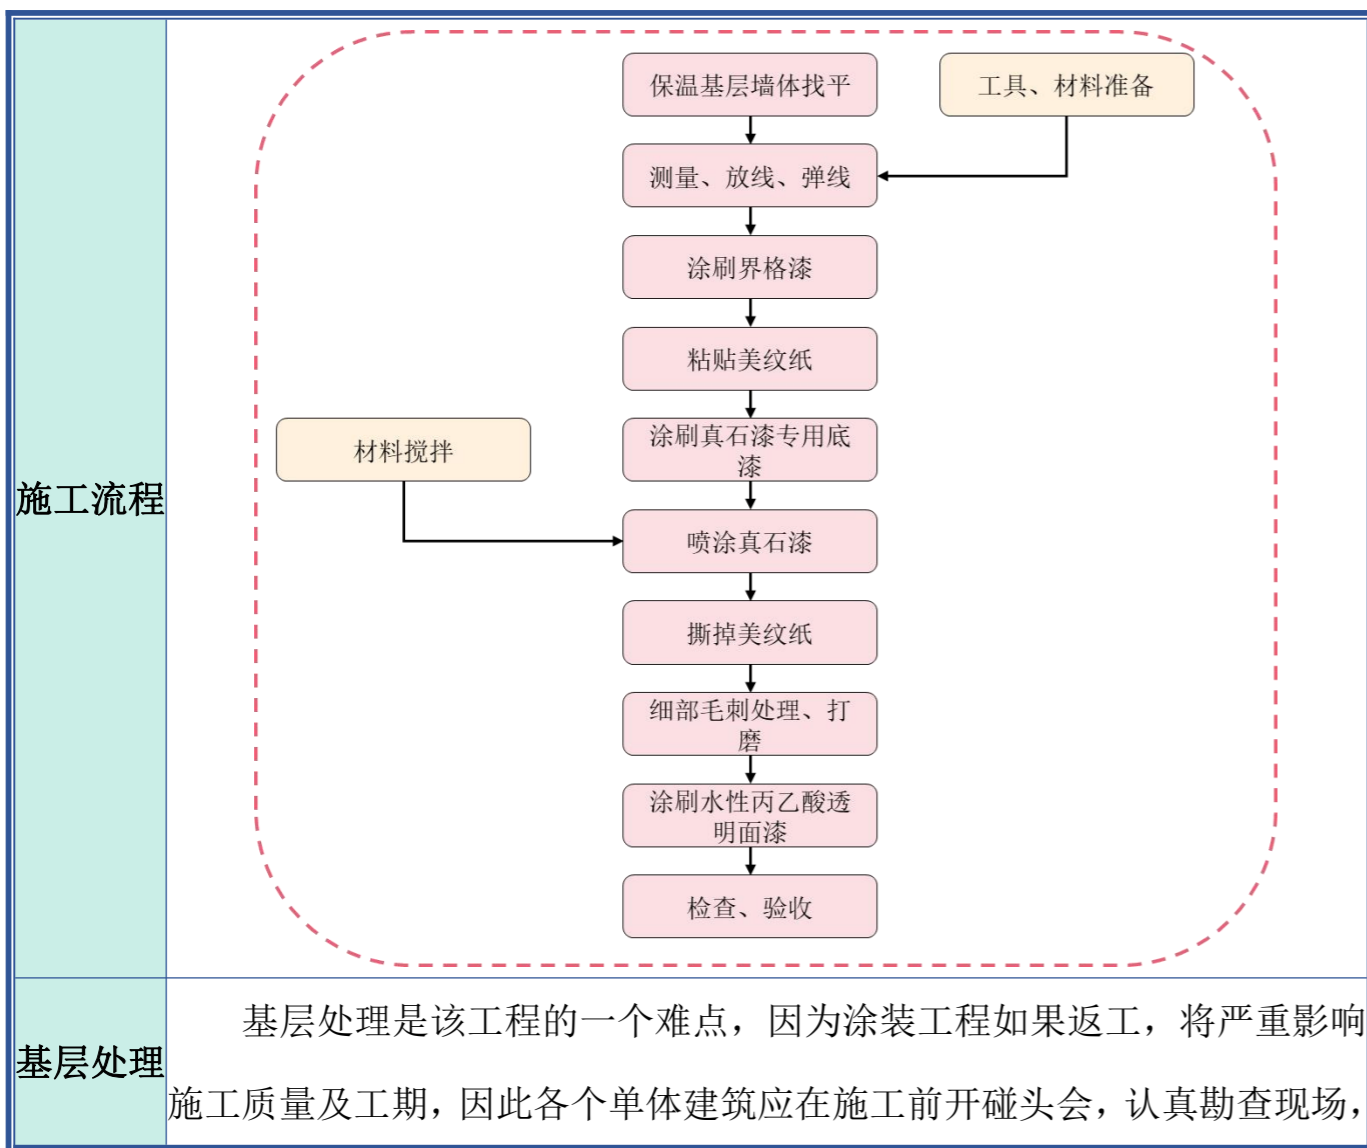 施工流程
保温基层墙体找平
工具、材料准备
测量、放线、弹线
涂刷界格漆
粘贴美纹纸
材料搅拌
涂刷真石漆专用底
漆
喷涂真石漆
撕掉美纹纸
细部毛刺处理、打
磨
涂刷水性丙乙酸透
明面漆
检查、验收
基层处理
基层处理是该工程的一个难点，因为涂装工程如果返工，将严重影响
施工质量及工期，因此各个单体建筑应在施工前开碰头会，认真勘查现场，